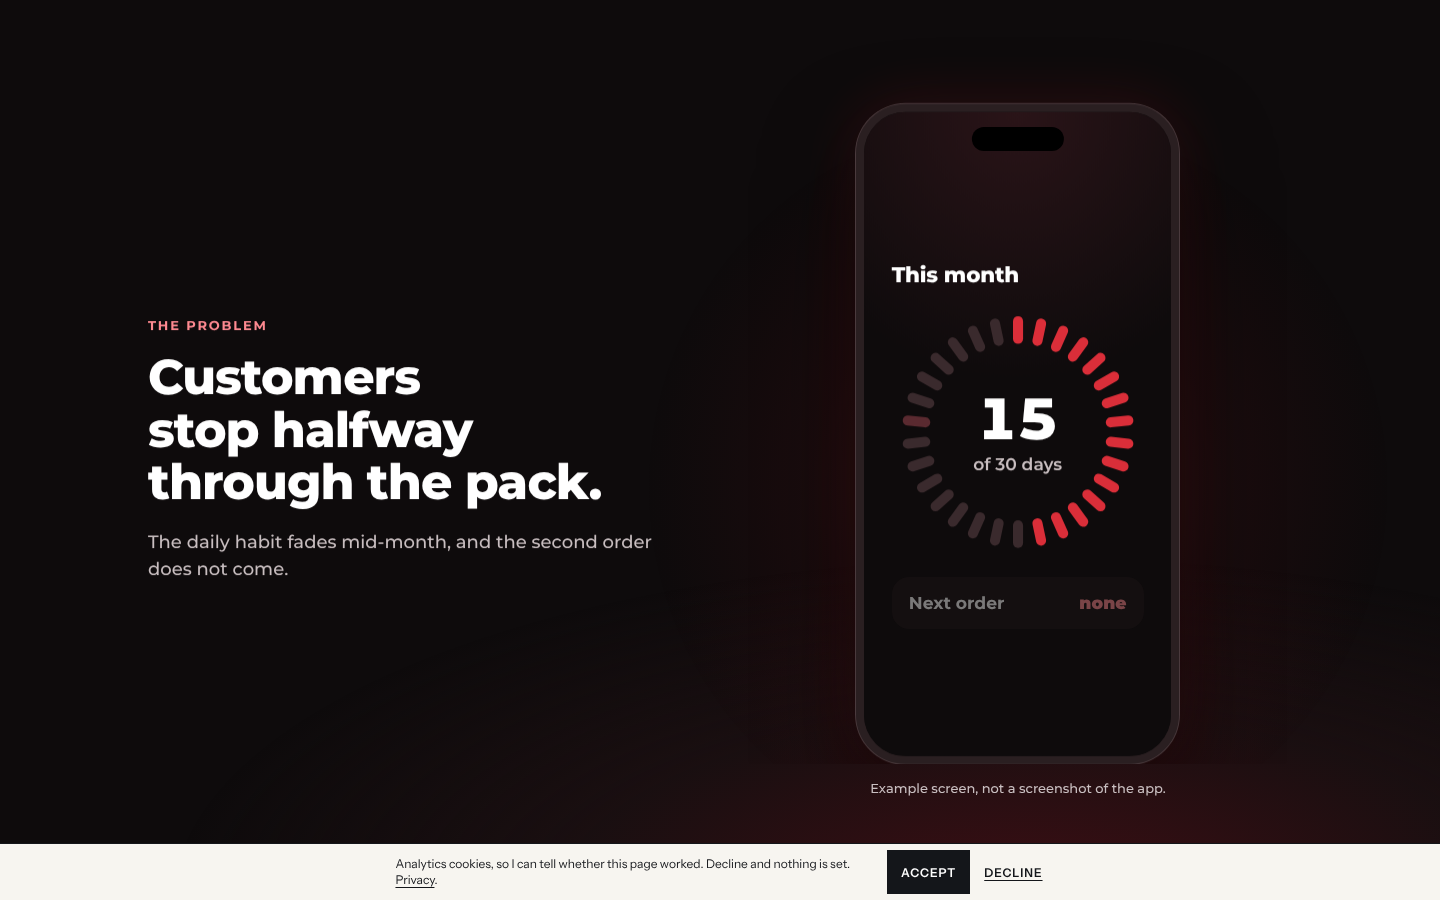 THE PROBLEM
Customers
stop halfway
through the pack.
The daily habit fades mid-month, and the second order
does not come.
This month
15
of 30 days
Next order none
Example screen, not a screenshot of the app.
Analytics cookies, so I can tell whether this page worked. Decline and nothing is set.
Privacy.
ACCEPT DECLINE